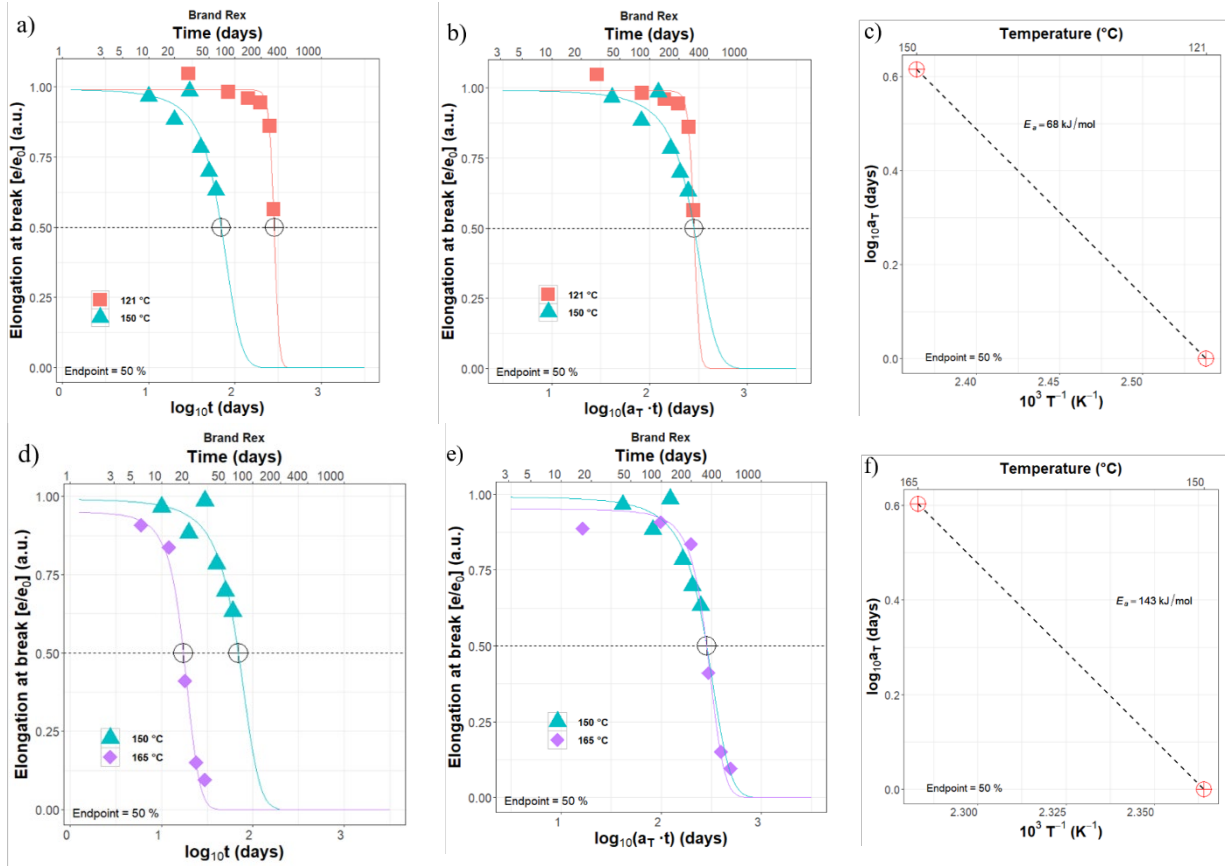 a)
Brand Rex
Time (days)
1 3 5 10 20 50 100 200 400 1000
Elongation at break [e/e₀] (a.u.)
1.00
0.75
0.50
0.25
0.00
121 °C
150 °C
Endpoint = 50 %
0 1 2 3
log₁₀t (days)
b)
Brand Rex
Time (days)
3 5 10 20 50 100 200 400 1000
Elongation at break [e/e₀] (a.u.)
1.00
0.75
0.50
0.25
0.00
121 °C
150 °C
Endpoint = 50 %
1 2 3
log₁₀(a_T ·t) (days)
c)
Temperature (°C)
150 121
log₁₀a_T (days)
0.6
0.4
0.2
0.0
Eₐ = 68 kJ/mol
Endpoint = 50 %
2.40 2.45 2.50
10³ T⁻¹ (K⁻¹)
d)
Brand Rex
Time (days)
1 3 5 10 20 50 100 200 400 1000
Elongation at break [e/e₀] (a.u.)
1.00
0.75
0.50
0.25
0.00
150 °C
165 °C
Endpoint = 50 %
0 1 2 3
log₁₀t (days)
e)
Brand Rex
Time (days)
3 5 10 20 50 100 200 400 1000
Elongation at break [e/e₀] (a.u.)
1.00
0.75
0.50
0.25
0.00
150 °C
165 °C
Endpoint = 50 %
1 2 3
log₁₀(a_T ·t) (days)
f)
Temperature (°C)
165 150
log₁₀a_T (days)
0.6
0.4
0.2
0.0
Eₐ = 143 kJ/mol
Endpoint = 50 %
2.300 2.325 2.350
10³ T⁻¹ (K⁻¹)